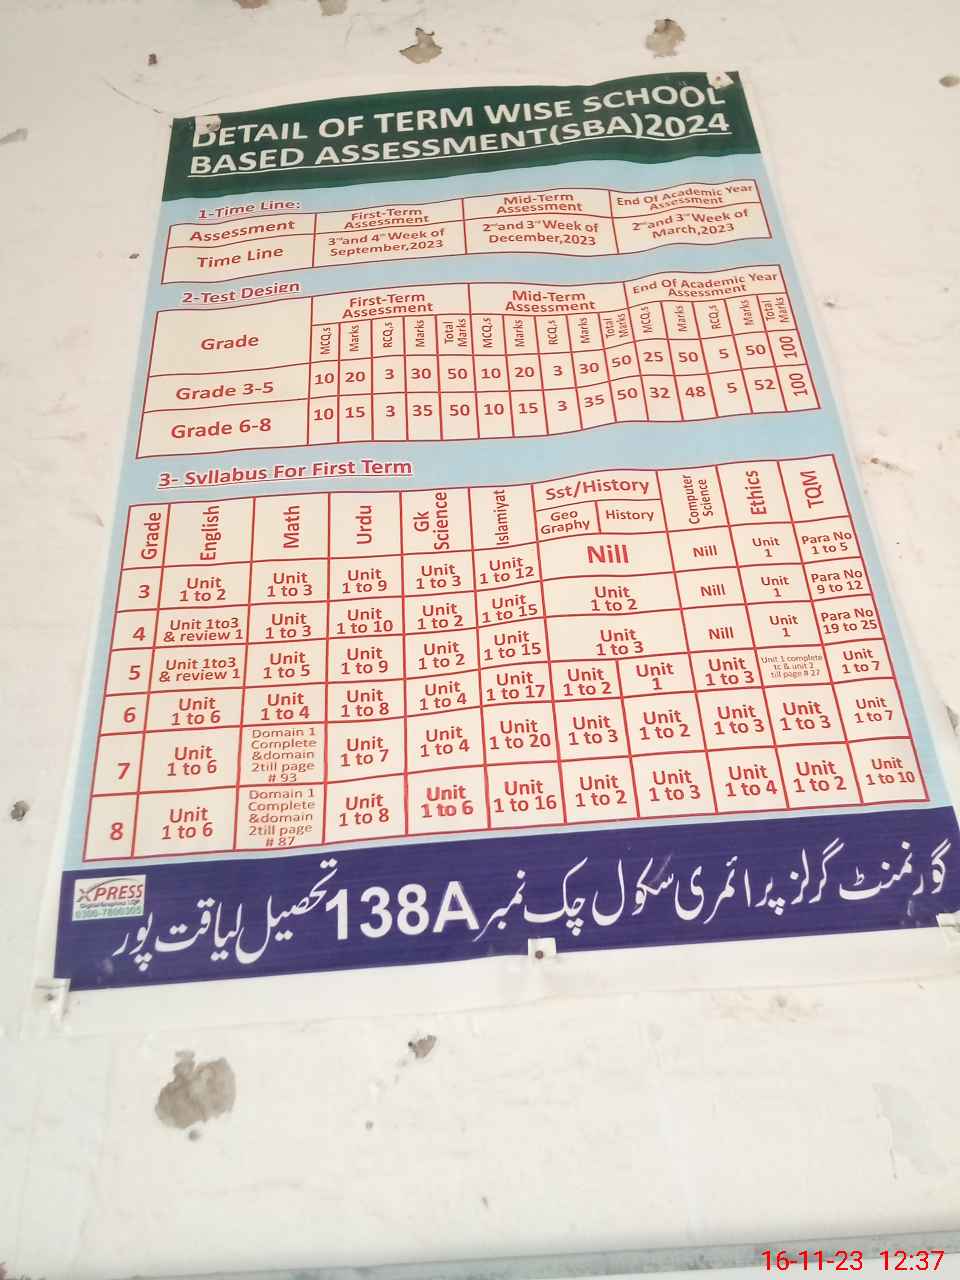 DETAIL OF TERM WISE SCHOOL
BASED ASSESSMENT(SBA)2024
1-Time Line:
Assessment First-Term Assessment Mid-Term Assessment End Of Academic Year Assessment
Time Line 3rd and 4th Week of September,2023 2nd and 3rd Week of December,2023 2nd and 3rd Week of March,2023
2-Test Design
Grade First-Term Assessment Mid-Term Assessment End Of Academic Year Assessment
MCQ,s Marks RCQ,s Marks Total Marks MCQ,s Marks RCQ,s Marks Total Marks MCQ,s Marks RCQ,s Marks Total Marks
Grade 3-5 10 20 3 30 50 10 20 3 30 50 25 50 5 50 100
Grade 6-8 10 15 3 35 50 10 15 3 35 50 32 48 5 52 100
3- Syllabus For First Term
Grade English Math Urdu Gk Science Islamiyat Sst/History Computer Science Ethics TQM
Geo Graphy History
3 Unit 1 to 2 Unit 1 to 3 Unit 1 to 9 Unit 1 to 3 Unit 1 to 12 Nill Nill Unit 1 Para No 1 to 5
4 Unit 1to3 & review 1 Unit 1 to 3 Unit 1 to 10 Unit 1 to 2 Unit 1 to 15 Unit 1 to 2 Nill Unit 1 Para No 9 to 12
5 Unit 1to3 & review 1 Unit 1 to 5 Unit 1 to 9 Unit 1 to 2 Unit 1 to 15 Unit 1 to 3 Nill Unit 1 Para No 19 to 25
6 Unit 1 to 6 Unit 1 to 4 Unit 1 to 8 Unit 1 to 4 Unit 1 to 17 Unit 1 to 2 Unit 1 Unit 1 to 3 Unit 1 complete tc & unit 2 till page # 27 Unit 1 to 7
7 Unit 1 to 6 Domain 1 Complete &domain 2till page # 93 Unit 1 to 7 Unit 1 to 4 Unit 1 to 20 Unit 1 to 3 Unit 1 to 2 Unit 1 to 3 Unit 1 to 3 Unit 1 to 7
8 Unit 1 to 6 Domain 1 Complete &domain 2till page # 87 Unit 1 to 8 Unit 1 to 6 Unit 1 to 16 Unit 1 to 2 Unit 1 to 3 Unit 1 to 4 Unit 1 to 2 Unit 1 to 10
گورنمنٹ گرلز پرائمری سکول چک نمبر 138A تحصیل لیاقت پور
XPRESS
0300-7800305
16-11-23 12:37